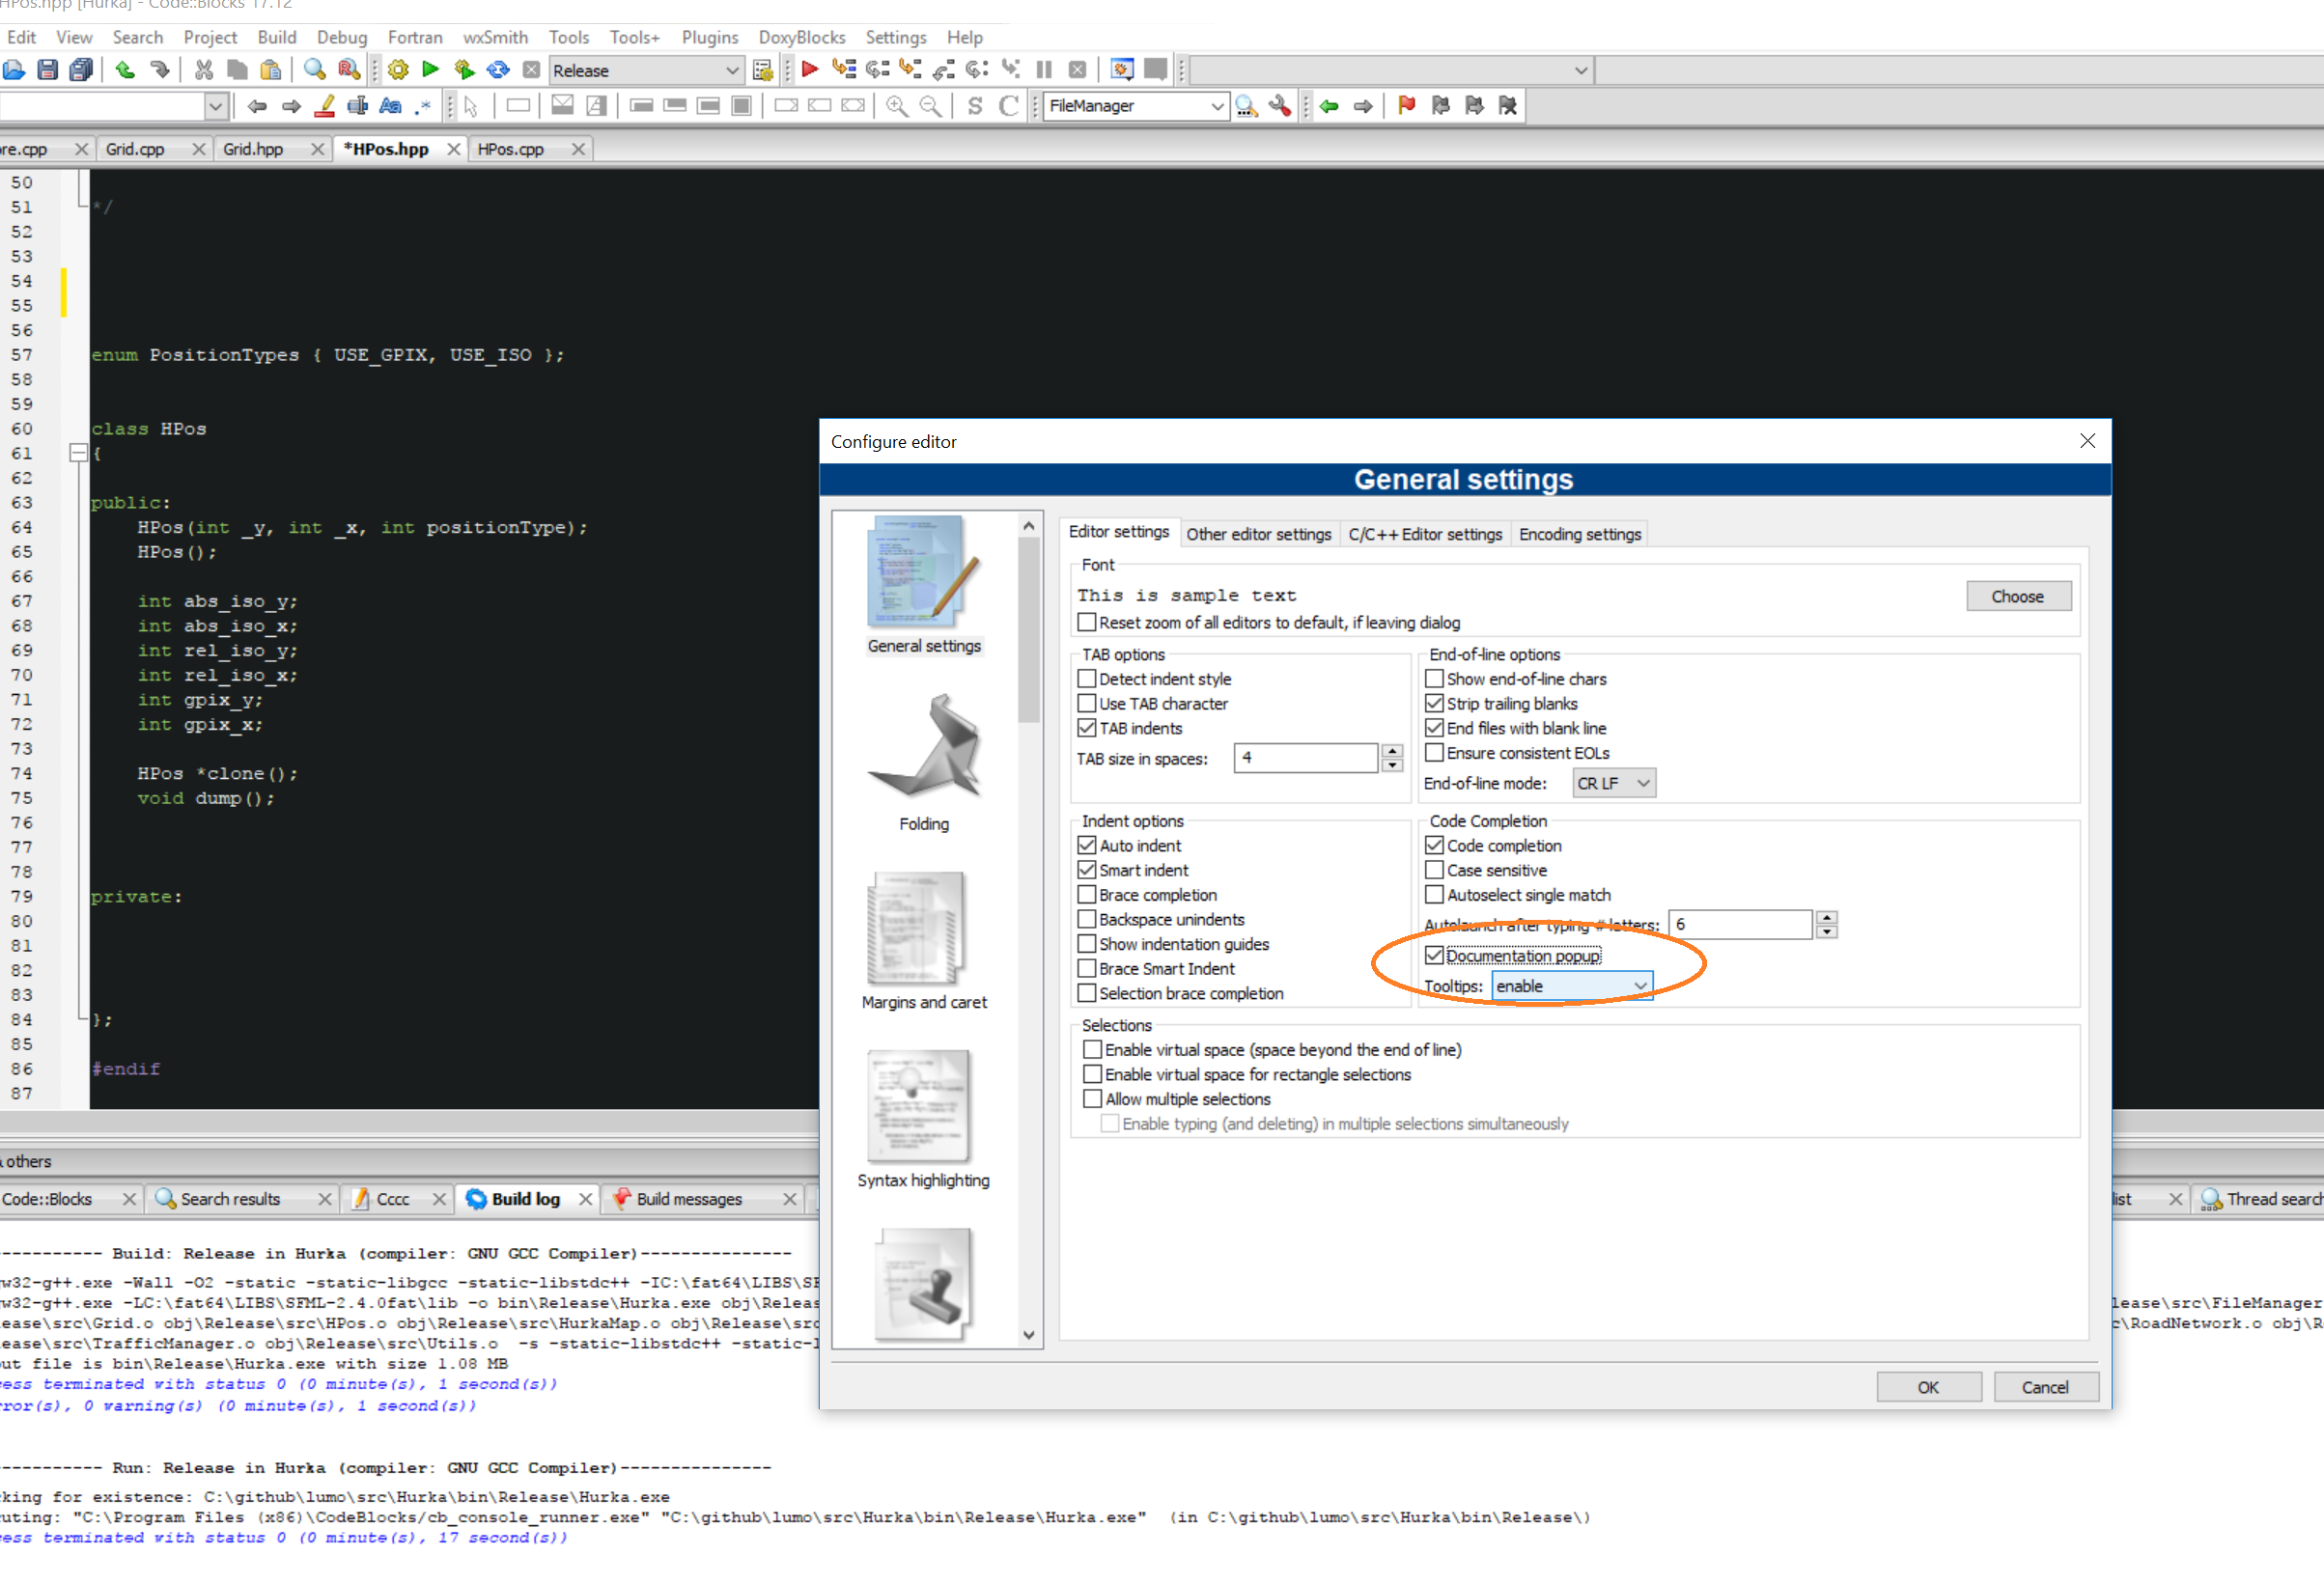 HPos.hpp [Hurka] - Code::Blocks 17.12
Edit View Search Project Build Debug Fortran wxSmith Tools Tools+ Plugins DoxyBlocks Settings Help
Release
FileManager
re.cpp Grid.cpp Grid.hpp *HPos.hpp HPos.cpp
50
51 */
52
53
54
55
56
57 enum PositionTypes { USE_GPIX, USE_ISO };
58
59
60 class HPos
61 {
62
63 public:
64 HPos(int _y, int _x, int positionType);
65 HPos();
66
67 int abs_iso_y;
68 int abs_iso_x;
69 int rel_iso_y;
70 int rel_iso_x;
71 int gpix_y;
72 int gpix_x;
73
74 HPos *clone();
75 void dump();
76
77
78
79 private:
80
81
82
83
84 };
85
86 #endif
87
Configure editor
General settings
General settings
Folding
Margins and caret
Syntax highlighting
Editor settings Other editor settings C/C++ Editor settings Encoding settings
Font
This is sample text
Choose
Reset zoom of all editors to default, if leaving dialog
TAB options
Detect indent style
Use TAB character
TAB indents
TAB size in spaces: 4
End-of-line options
Show end-of-line chars
Strip trailing blanks
End files with blank line
Ensure consistent EOLs
End-of-line mode: CR LF
Indent options
Auto indent
Smart indent
Brace completion
Backspace unindents
Show indentation guides
Brace Smart Indent
Selection brace completion
Code Completion
Code completion
Case sensitive
Autoselect single match
Autolaunch after typing # letters: 6
Documentation popup
Tooltips: enable
Selections
Enable virtual space (space beyond the end of line)
Enable virtual space for rectangle selections
Allow multiple selections
Enable typing (and deleting) in multiple selections simultaneously
OK Cancel
& others
Code::Blocks Search results Cccc Build log Build messages list Thread search
----------- Build: Release in Hurka (compiler: GNU GCC Compiler)---------------
w32-g++.exe -Wall -O2 -static -static-libgcc -static-libstdc++ -IC:\fat64\LIBS\SF
w32-g++.exe -LC:\fat64\LIBS\SFML-2.4.0fat\lib -o bin\Release\Hurka.exe obj\Releas lease\src\FileManager
ease\src\Grid.o obj\Release\src\HPos.o obj\Release\src\HurkaMap.o obj\Release\src c\RoadNetwork.o obj\R
ease\src\TrafficManager.o obj\Release\src\Utils.o -s -static-libstdc++ -static-l
ut file is bin\Release\Hurka.exe with size 1.08 MB
ess terminated with status 0 (0 minute(s), 1 second(s))
ror(s), 0 warning(s) (0 minute(s), 1 second(s))
----------- Run: Release in Hurka (compiler: GNU GCC Compiler)---------------
king for existence: C:\github\lumo\src\Hurka\bin\Release\Hurka.exe
uting: "C:\Program Files (x86)\CodeBlocks/cb_console_runner.exe" "C:\github\lumo\src\Hurka\bin\Release\Hurka.exe" (in C:\github\lumo\src\Hurka\bin\Release\)
ess terminated with status 0 (0 minute(s), 17 second(s))